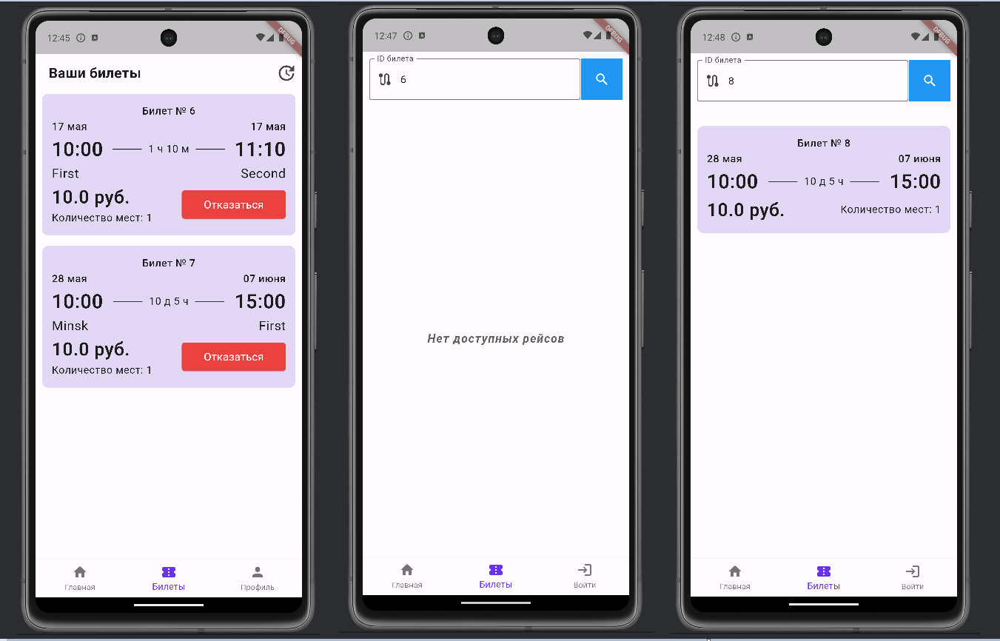 12:45
DEBUG
Ваши билеты
Билет № 6
17 мая 17 мая
10:00 1 ч 10 м 11:10
First Second
10.0 руб.
Отказаться
Количество мест: 1
Билет № 7
28 мая 07 июня
10:00 10 д 5 ч 15:00
Minsk First
10.0 руб.
Отказаться
Количество мест: 1
Главная Билеты Профиль
12:47
DEBUG
ID билета
6
Нет доступных рейсов
Главная Билеты Войти
12:48
DEBUG
ID билета
8
Билет № 8
28 мая 07 июня
10:00 10 д 5 ч 15:00
10.0 руб. Количество мест: 1
Главная Билеты Войти